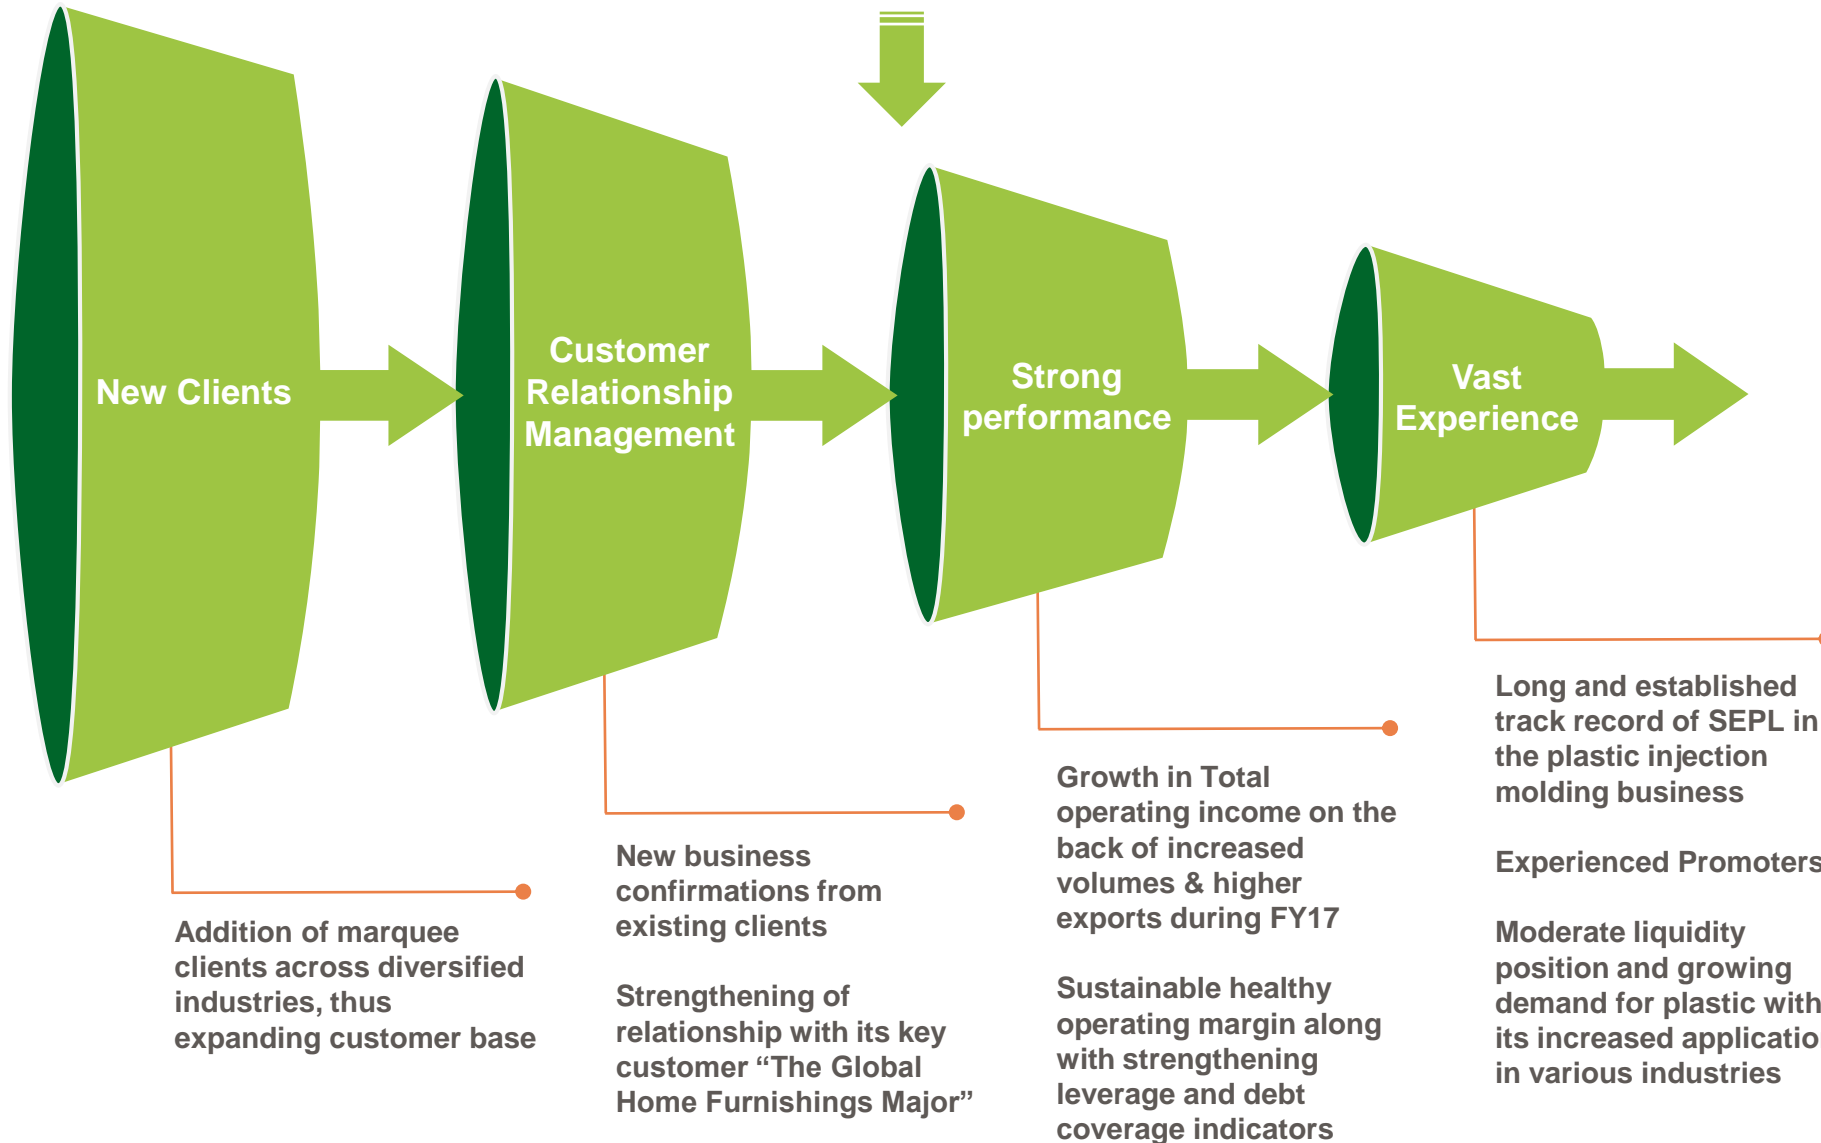 New Clients
Customer
Relationship
Management
Strong
performance
Vast
Experience
Addition of marquee
clients across diversified
industries, thus
expanding customer base
New business
confirmations from
existing clients
Strengthening of
relationship with its key
customer “The Global
Home Furnishings Major”
Growth in Total
operating income on the
back of increased
volumes & higher
exports during FY17
Sustainable healthy
operating margin along
with strengthening
leverage and debt
coverage indicators
Long and established
track record of SEPL in
the plastic injection
molding business
Experienced Promoters
Moderate liquidity
position and growing
demand for plastic with
its increased applicatio
in various industries